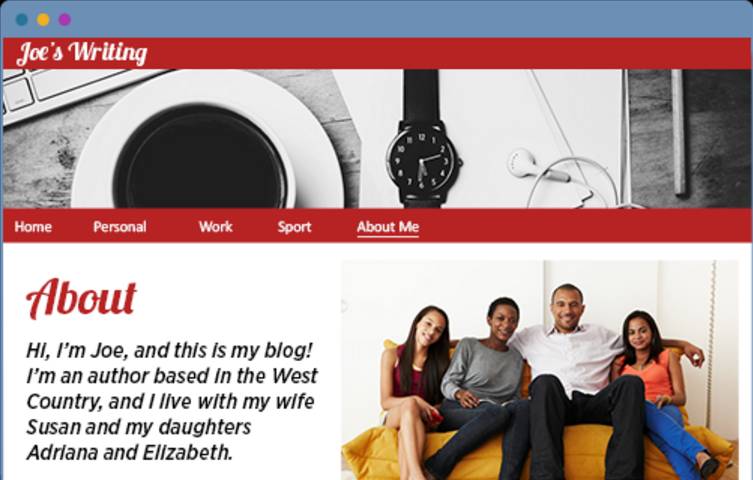 Joe's Writing
Home Personal Work Sport About Me
About
Hi, I'm Joe, and this is my blog!
I'm an author based in the West
Country, and I live with my wife
Susan and my daughters
Adriana and Elizabeth.